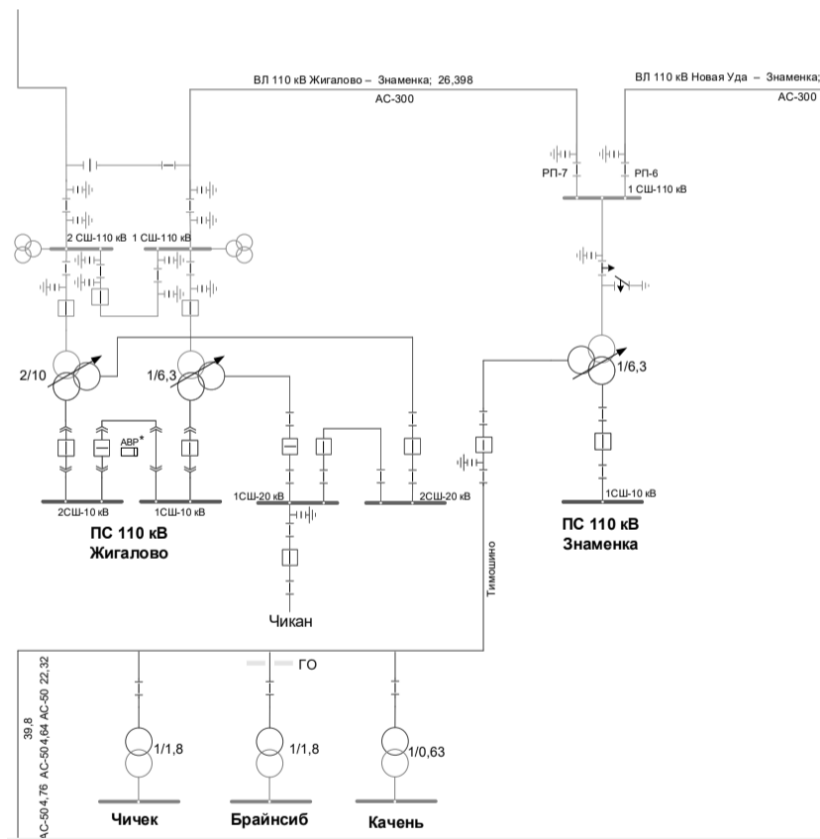 ВЛ 110 кВ Жигалово – Знаменка; 26,398
АС-300
ВЛ 110 кВ Новая Уда – Знаменка;
АС-300
РП-7
РП-6
1 СШ-110 кВ
2 СШ-110 кВ
1 СШ-110 кВ
2/10
1/6,3
1/6,3
АВР*
2СШ-10 кВ
1СШ-10 кВ
1СШ-20 кВ
2СШ-20 кВ
1СШ-10 кВ
ПС 110 кВ
Жигалово
ПС 110 кВ
Знаменка
Тимошино
Чикан
ГО
39,8
АС-504,76 АС-504,64 АС-50 22,32
1/1,8
1/1,8
1/0,63
Чичек
Брайнсиб
Качень